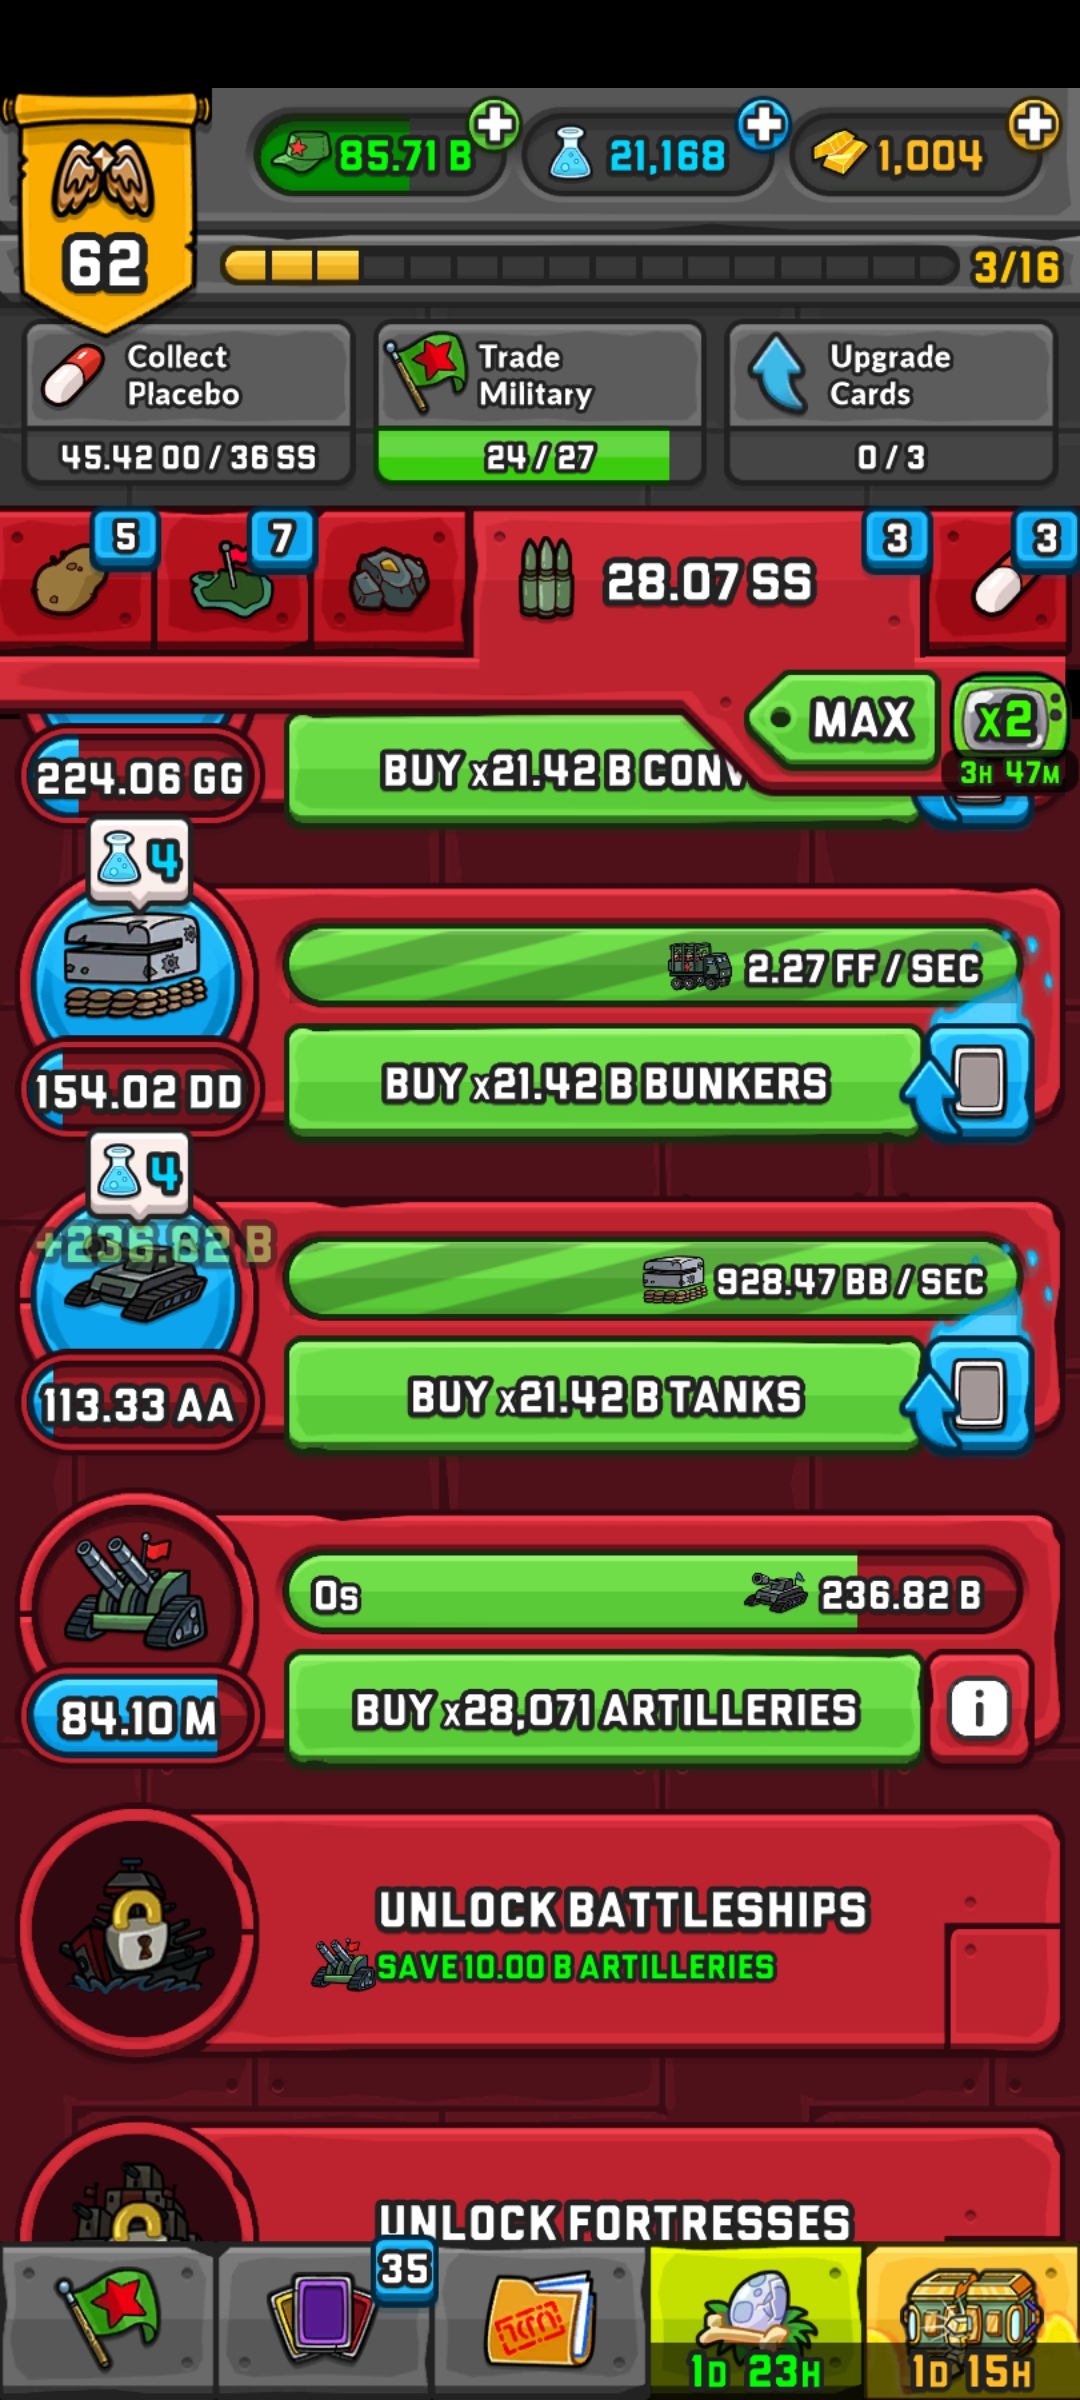 85.71 B
21,168
1,004
62
3/16
Collect
Placebo
45.42 OO / 36 SS
Trade
Military
24 / 27
Upgrade
Cards
0 / 3
5
7
28.07 SS
3
3
MAX
x2
3H 47M
224.06 GG
BUY x21.42 B CONV
4
2.27 FF / SEC
154.02 DD
BUY x21.42 B BUNKERS
4
+236.82 B
928.47 BB / SEC
113.33 AA
BUY x21.42 B TANKS
0s
236.82 B
84.10 M
BUY x28,071 ARTILLERIES
i
UNLOCK BATTLESHIPS
SAVE 10.00 B ARTILLERIES
UNLOCK FORTRESSES
35
1D 23H
1D 15H